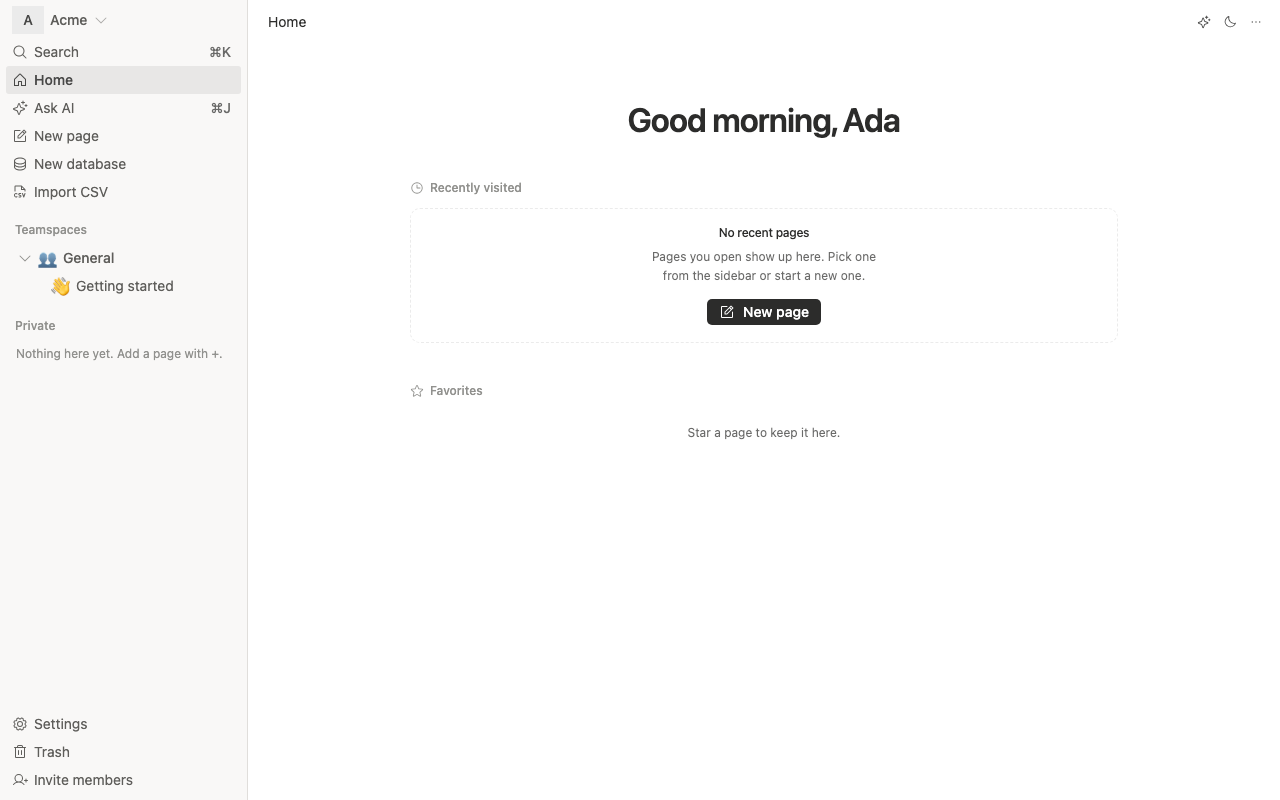 A Acme
Search ⌘K
Home
Ask AI ⌘J
New page
New database
Import CSV
Teamspaces
General
Getting started
Private
Nothing here yet. Add a page with +.
Settings
Trash
Invite members
Home
Good morning, Ada
Recently visited
No recent pages
Pages you open show up here. Pick one
from the sidebar or start a new one.
New page
Favorites
Star a page to keep it here.